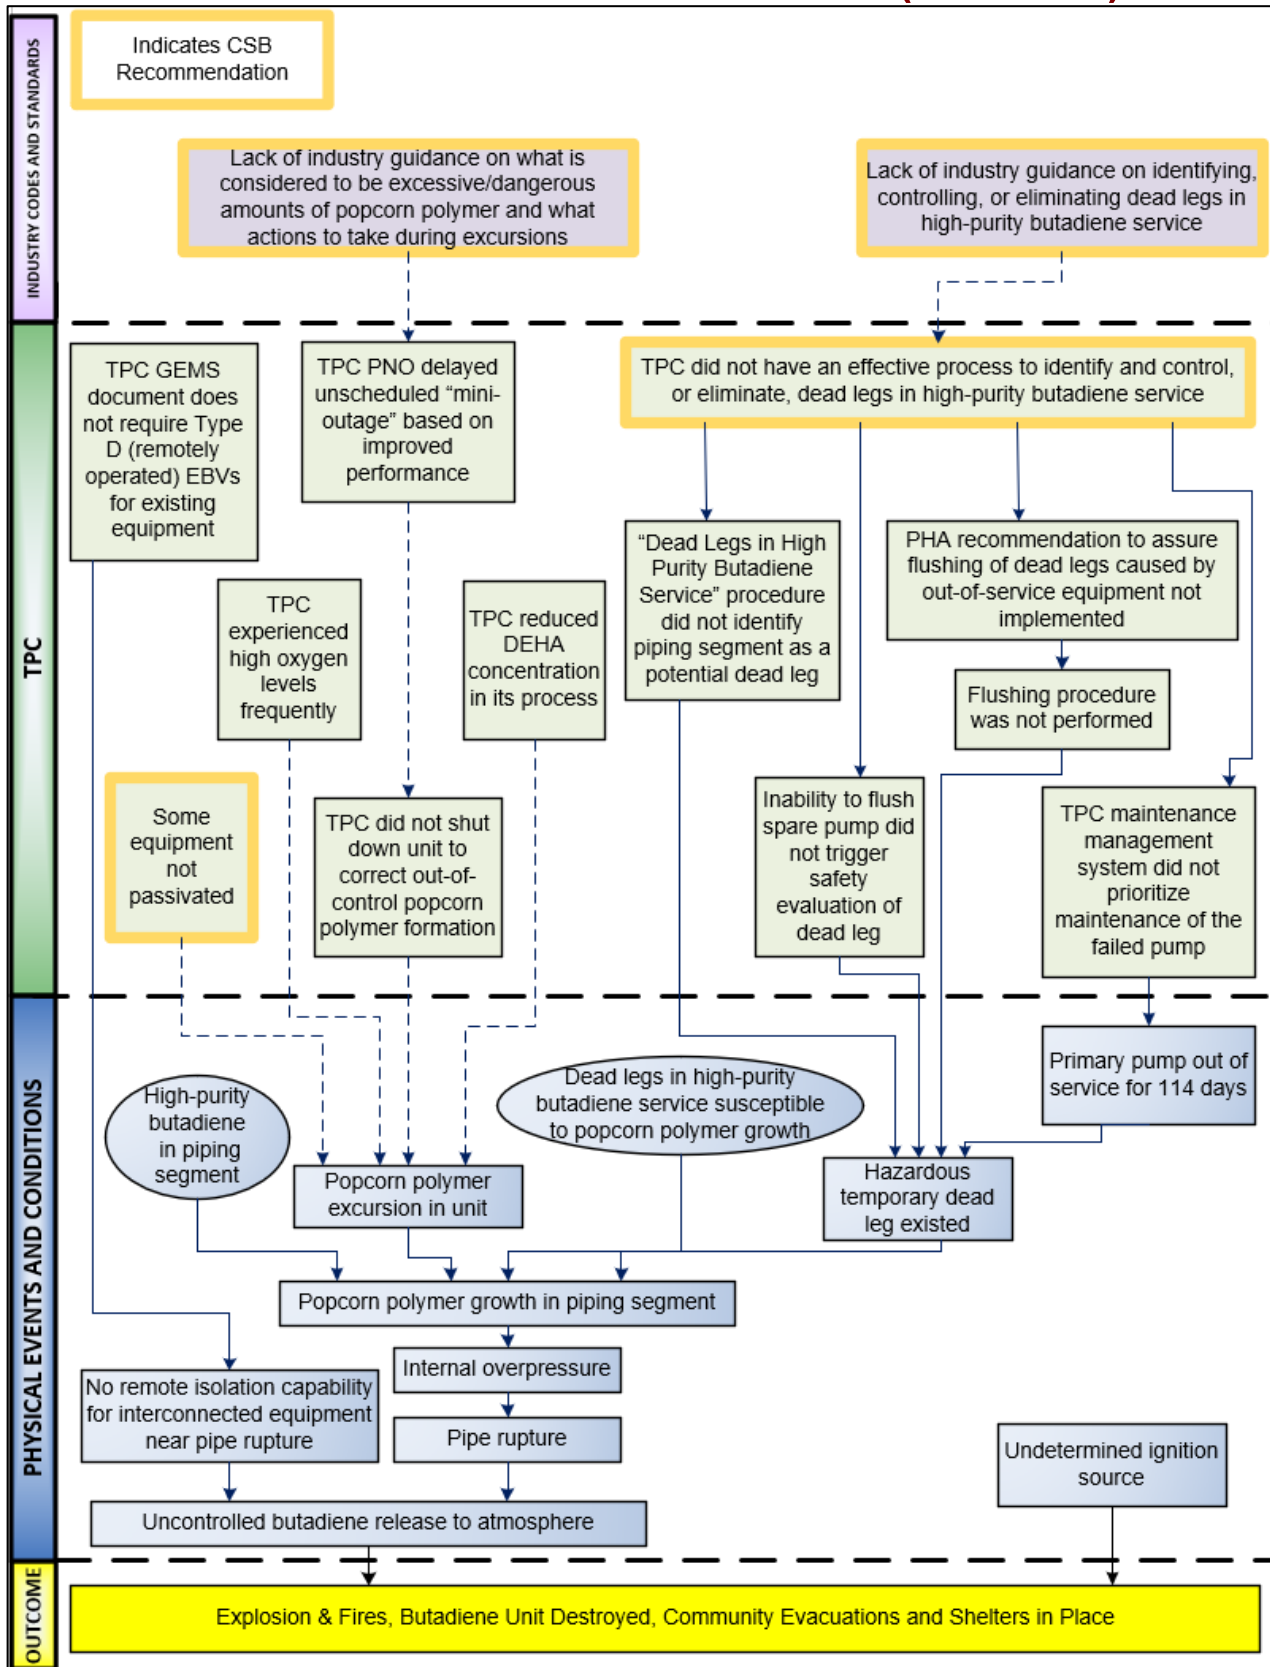 INDUSTRY CODES AND STANDARDS
Indicates CSB
Recommendation
Lack of industry guidance on what is
considered to be excessive/dangerous
amounts of popcorn polymer and what
actions to take during excursions
Lack of industry guidance on identifying,
controlling, or eliminating dead legs in
high-purity butadiene service
TPC
TPC GEMS
document does
not require Type
D (remotely
operated) EBVs
for existing
equipment
TPC PNO delayed
unscheduled “mini-
outage” based on
improved
performance
TPC did not have an effective process to identify and control,
or eliminate, dead legs in high-purity butadiene service
“Dead Legs in High
Purity Butadiene
Service” procedure
did not identify
piping segment as a
potential dead leg
PHA recommendation to assure
flushing of dead legs caused by
out-of-service equipment not
implemented
TPC
experienced
high oxygen
levels
frequently
TPC reduced
DEHA
concentration
in its process
Flushing procedure
was not performed
Some
equipment
not
passivated
TPC did not shut
down unit to
correct out-of-
control popcorn
polymer formation
Inability to flush
spare pump did
not trigger
safety
evaluation of
dead leg
TPC maintenance
management
system did not
prioritize
maintenance of the
failed pump
PHYSICAL EVENTS AND CONDITIONS
High-purity
butadiene
in piping
segment
Dead legs in high-purity
butadiene service susceptible
to popcorn polymer growth
Primary pump out of
service for 114 days
Popcorn polymer
excursion in unit
Hazardous
temporary dead
leg existed
Popcorn polymer growth in piping segment
Internal overpressure
No remote isolation capability
for interconnected equipment
near pipe rupture
Pipe rupture
Undetermined ignition
source
Uncontrolled butadiene release to atmosphere
OUTCOME
Explosion & Fires, Butadiene Unit Destroyed, Community Evacuations and Shelters in Place